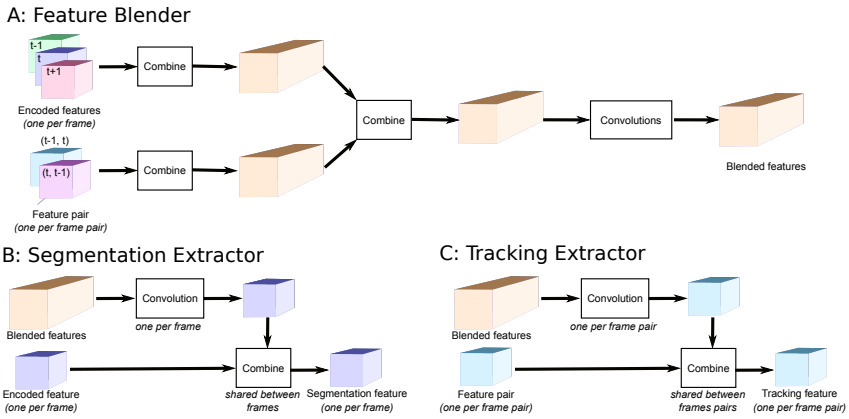 A: Feature Blender
t-1
t
t+1
Combine
Encoded features
(one per frame)
Combine
Convolutions
Blended features
(t-1, t)
(t, t-1)
Combine
Feature pair
(one per frame pair)
B: Segmentation Extractor
Convolution
one per frame
Blended features
Combine
Encoded feature
(one per frame)
shared between
frames
Segmentation feature
(one per frame)
C: Tracking Extractor
Convolution
one per frame pair
Blended features
Combine
Feature pair
(one per frame pair)
shared between
frames pairs
Tracking feature
(one per frame pair)